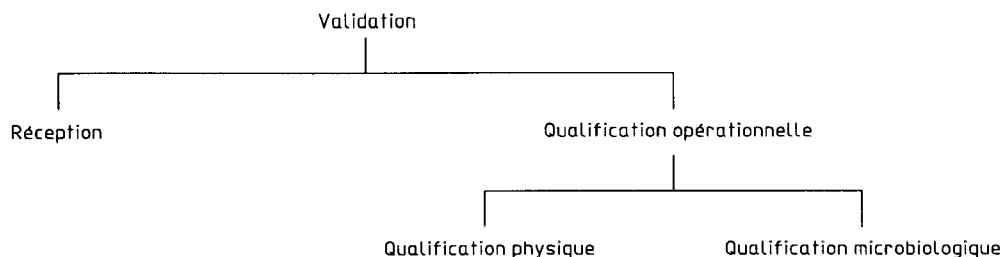 Validation
Réception
Qualification opérationnelle
Qualification physique
Qualification microbiologique